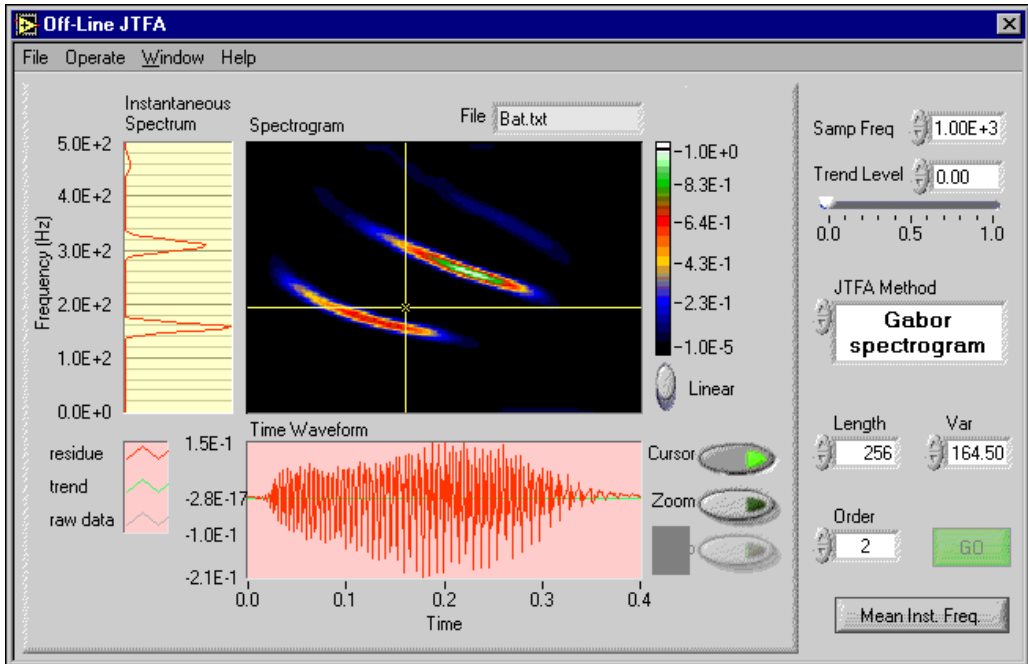 Off-Line JTFA
File Operate Window Help
Instantaneous
Spectrum
Spectrogram
File Bat.txt
Frequency (Hz)
5.0E+2
4.0E+2
3.0E+2
2.0E+2
1.0E+2
0.0E+0
1.0E+0
8.3E-1
6.4E-1
4.3E-1
2.3E-1
1.0E-5
Linear
Samp Freq 1.00E+3
Trend Level 0.00
0.0 0.5 1.0
JTFA Method
Gabor
spectrogram
Length Var
256 164.50
Order
2 GO
Mean Inst. Freq.
Time Waveform
residue
trend
raw data
1.5E-1
-2.8E-17
-1.0E-1
-2.1E-1
0.0 0.1 0.2 0.3 0.4
Time
Cursor
Zoom